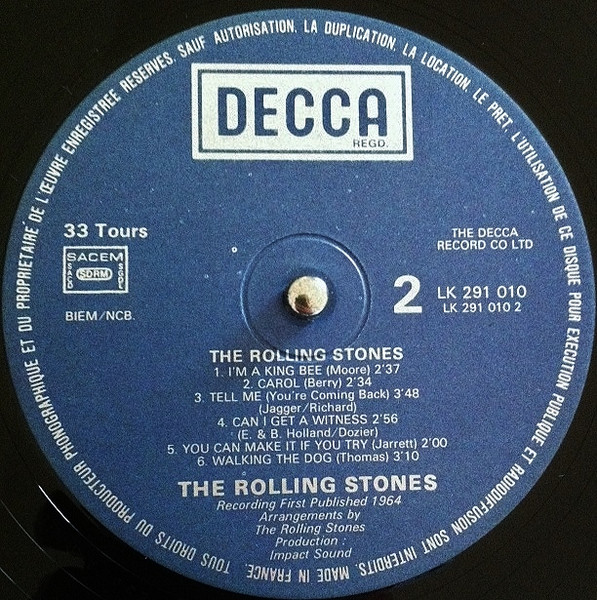 TOUS DROITS DU PRODUCTEUR PHONOGRAPHIQUE ET DU PROPRIETAIRE DE L'ŒUVRE ENREGISTREE RESERVES. SAUF AUTORISATION, LA DUPLICATION, LA LOCATION, LE PRET, L'UTILISATION DE CE DISQUE POUR EXECUTION PUBLIQUE ET RADIODIFFUSION SONT INTERDITS. MADE IN FRANCE.
DECCA
REGD.
33 Tours
SACEM
SACD SDRM SGDL
BIEM/NCB.
THE DECCA
RECORD CO LTD
2
LK 291 010
LK 291 010 2
THE ROLLING STONES
1. I'M A KING BEE (Moore) 2'37
2. CAROL (Berry) 2'34
3. TELL ME (You're Coming Back) 3'48
(Jagger/Richard)
4. CAN I GET A WITNESS 2'56
(E. & B. Holland/Dozier)
5. YOU CAN MAKE IT IF YOU TRY (Jarrett) 2'00
6. WALKING THE DOG (Thomas) 3'10
THE ROLLING STONES
Recording First Published 1964
Arrangements by
The Rolling Stones
Production :
Impact Sound